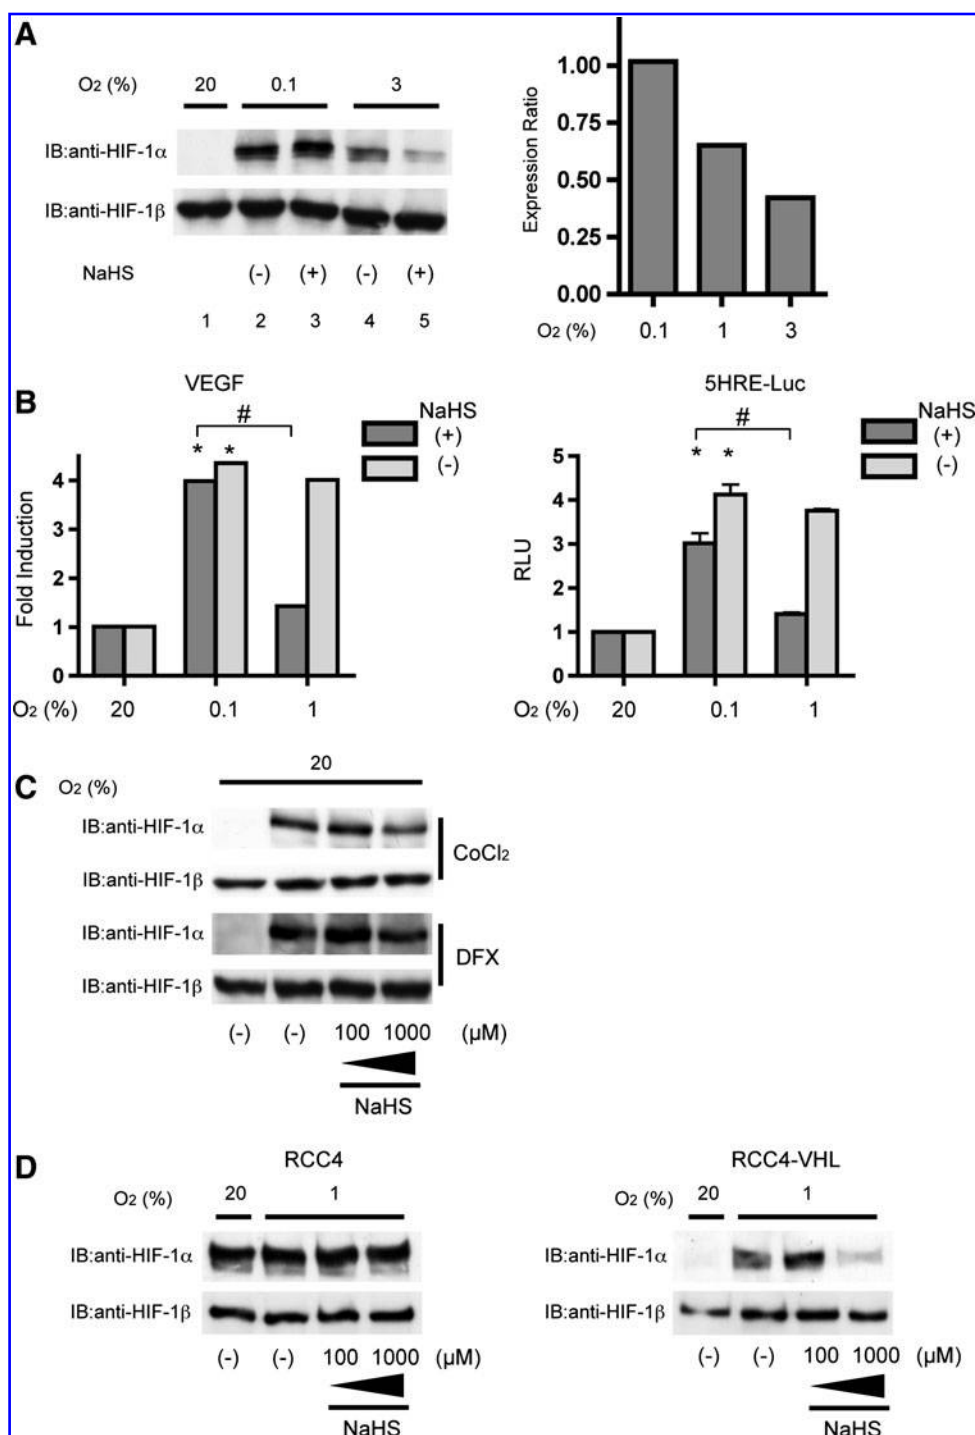 A
O2 (%) 20 0.1 3
IB:anti-HIF-1α
IB:anti-HIF-1β
NaHS (-) (+) (-) (+)
1 2 3 4 5
Expression Ratio
1.00
0.75
0.50
0.25
0.00
O2 (%) 0.1 1 3
B
VEGF
NaHS
(+)
(-)
#
* *
Fold Induction
4
3
2
1
0
O2 (%) 20 0.1 1
5HRE-Luc
NaHS
(+)
(-)
#
* *
RLU
5
4
3
2
1
0
O2 (%) 20 0.1 1
C
20
O2 (%)
IB:anti-HIF-1α
IB:anti-HIF-1β
CoCl2
IB:anti-HIF-1α
IB:anti-HIF-1β
DFX
(-) (-) 100 1000 (μM)
NaHS
D
RCC4
O2 (%) 20 1
IB:anti-HIF-1α
IB:anti-HIF-1β
(-) (-) 100 1000 (μM)
NaHS
RCC4-VHL
O2 (%) 20 1
IB:anti-HIF-1α
IB:anti-HIF-1β
(-) (-) 100 1000 (μM)
NaHS